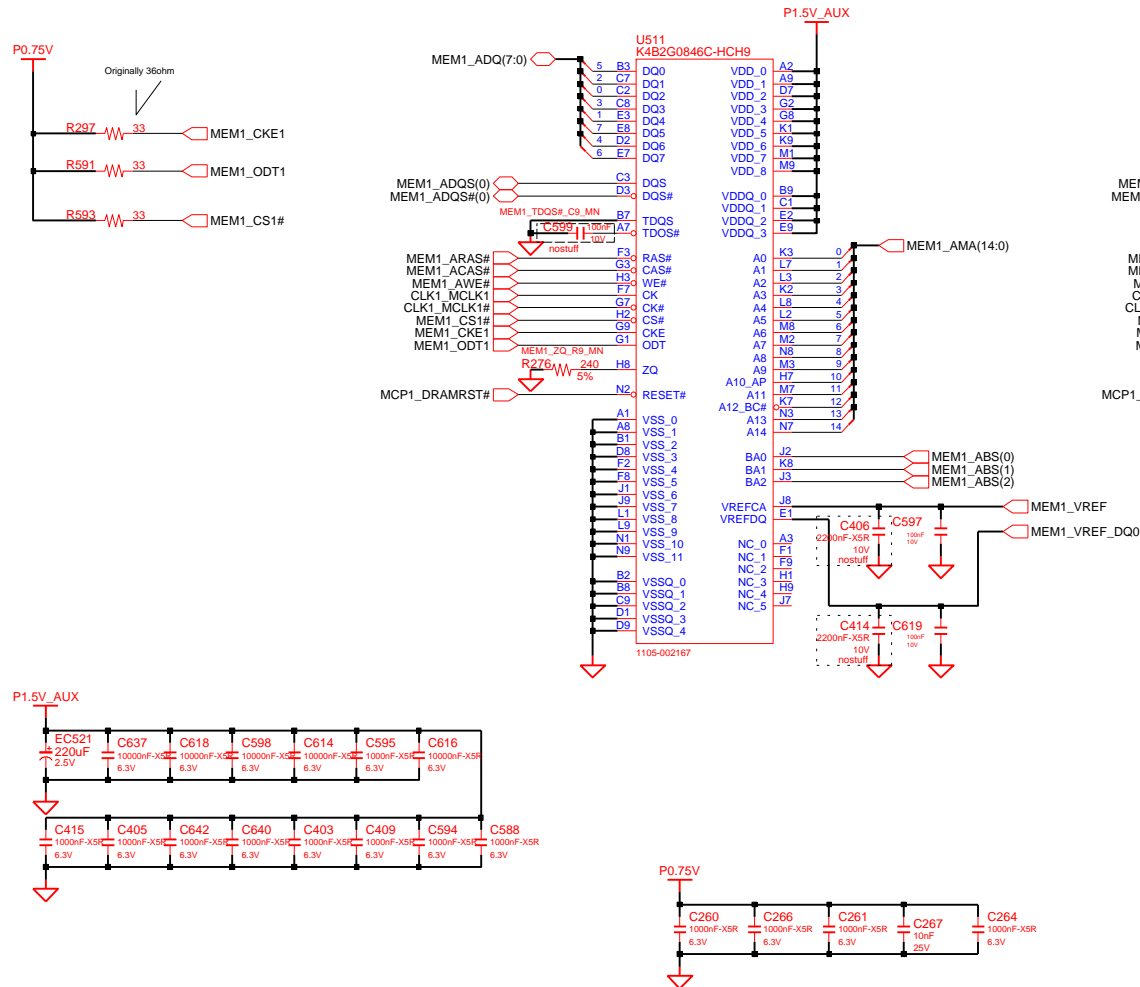 P0.75V
Originally 36ohm
R297 33 MEM1_CKE1
R591 33 MEM1_ODT1
R593 33 MEM1_CS1#
P1.5V_AUX
U511
K4B2G0846C-HCH9
MEM1_ADQ(7:0)
5 B3 DQ0
2 C7 DQ1
0 C2 DQ2
3 C8 DQ3
1 E3 DQ4
7 E8 DQ5
4 D2 DQ6
6 E7 DQ7
MEM1_ADQS(0) C3 DQS
MEM1_ADQS#(0) D3 DQS#
MEM1_TDQS#_C9_MN
B7 TDQS
C599 100nF A7 TDOS#
10V
nostuff
MEM1_ARAS# F3 RAS#
MEM1_ACAS# G3 CAS#
MEM1_AWE# H3 WE#
CLK1_MCLK1 F7 CK
CLK1_MCLK1# G7 CK#
MEM1_CS1# H2 CS#
MEM1_CKE1 G9 CKE
MEM1_ODT1 G1 ODT
MEM1_ZQ_R9_MN
R276 240 H8 ZQ
5%
MCP1_DRAMRST# N2 RESET#
A1 VSS_0
A8 VSS_1
B1 VSS_2
D8 VSS_3
F2 VSS_4
F8 VSS_5
J1 VSS_6
J9 VSS_7
L1 VSS_8
L9 VSS_9
N1 VSS_10
N9 VSS_11
B2 VSSQ_0
B8 VSSQ_1
C9 VSSQ_2
D1 VSSQ_3
D9 VSSQ_4
1105-002167
VDD_0 A2
VDD_1 A9
VDD_2 D7
VDD_3 G2
VDD_4 G8
VDD_5 K1
VDD_6 K9
VDD_7 M1
VDD_8 M9
VDDQ_0 B9
VDDQ_1 C1
VDDQ_2 E2
VDDQ_3 E9
MEM1_AMA(14:0)
A0 K3 0
A1 L7 1
A2 L3 2
A3 K2 3
A4 L8 4
A5 L2 5
A6 M8 6
A7 M2 7
A8 N8 8
A9 M3 9
A10_AP H7 10
A11 M7 11
A12_BC# K7 12
A13 N3 13
A14 N7 14
BA0 J2 MEM1_ABS(0)
BA1 K8 MEM1_ABS(1)
BA2 J3 MEM1_ABS(2)
VREFCA J8 MEM1_VREF
VREFDQ E1 MEM1_VREF_DQ0
NC_0 A3
NC_1 F1
NC_2 F9
NC_3 H1
NC_4 H9
NC_5 J7
C406 C597
2200nF-X5R 100nF
10V 10V
nostuff
C414 C619
2200nF-X5R 100nF
10V 10V
nostuff
MCP1_
P1.5V_AUX
EC521 C637 C618 C598 C614 C595 C616
220uF 10000nF-X5R 10000nF-X5R 10000nF-X5R 10000nF-X5R 10000nF-X5R 10000nF-X5R
2.5V 6.3V 6.3V 6.3V 6.3V 6.3V 6.3V
C415 C405 C642 C640 C403 C409 C594 C588
1000nF-X5R 1000nF-X5R 1000nF-X5R 1000nF-X5R 1000nF-X5R 1000nF-X5R 1000nF-X5R 1000nF-X5R
6.3V 6.3V 6.3V 6.3V 6.3V 6.3V 6.3V 6.3V
P0.75V
C260 C266 C261 C267 C264
1000nF-X5R 1000nF-X5R 1000nF-X5R 10nF 1000nF-X5R
6.3V 6.3V 6.3V 25V 6.3V